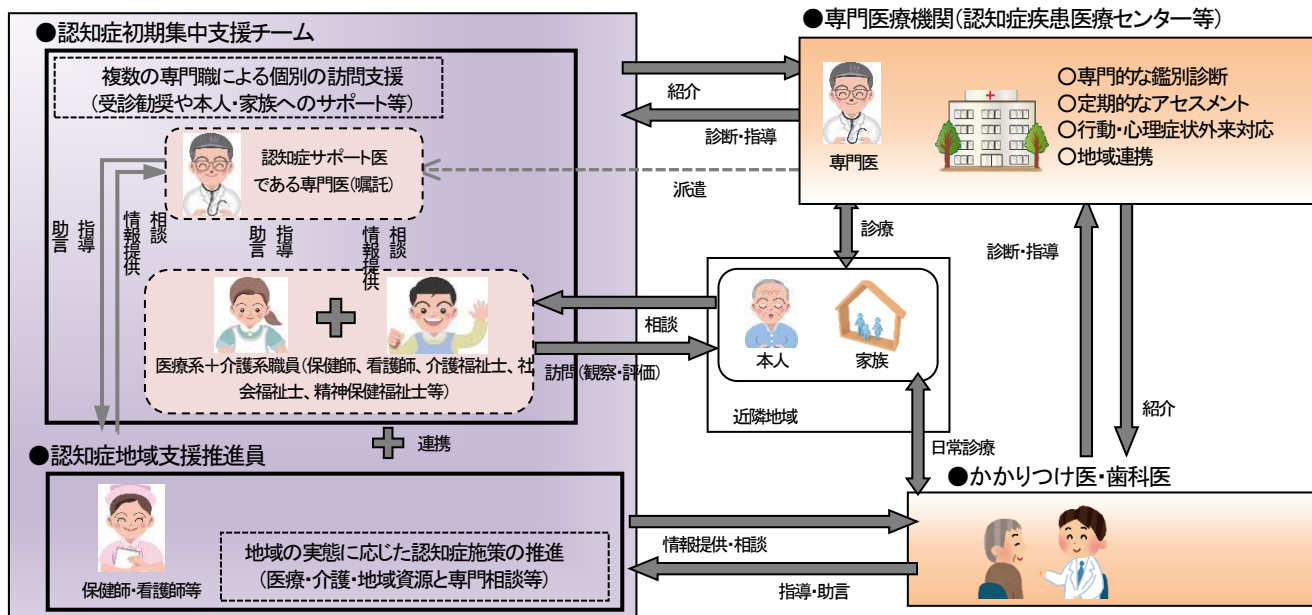 ●認知症初期集中支援チーム
複数の専門職による個別の訪問支援
(受診勧奨や本人・家族へのサポート等)
認知症サポート医
である専門医(嘱託)
指導
助言
相談
情報提供
指導
助言
相談
情報提供
医療系+介護系職員(保健師、看護師、介護福祉士、社
会福祉士、精神保健福祉士等)
連携
●認知症地域支援推進員
保健師・看護師等
地域の実態に応じた認知症施策の推進
(医療・介護・地域資源と専門相談等)
紹介
診断・指導
派遣
相談
訪問(観察・評価)
●専門医療機関(認知症疾患医療センター等)
専門医
○専門的な鑑別診断
○定期的なアセスメント
○行動・心理症状外来対応
○地域連携
診療
本人
家族
近隣地域
診断・指導
紹介
日常診療
●かかりつけ医・歯科医
情報提供・相談
指導・助言